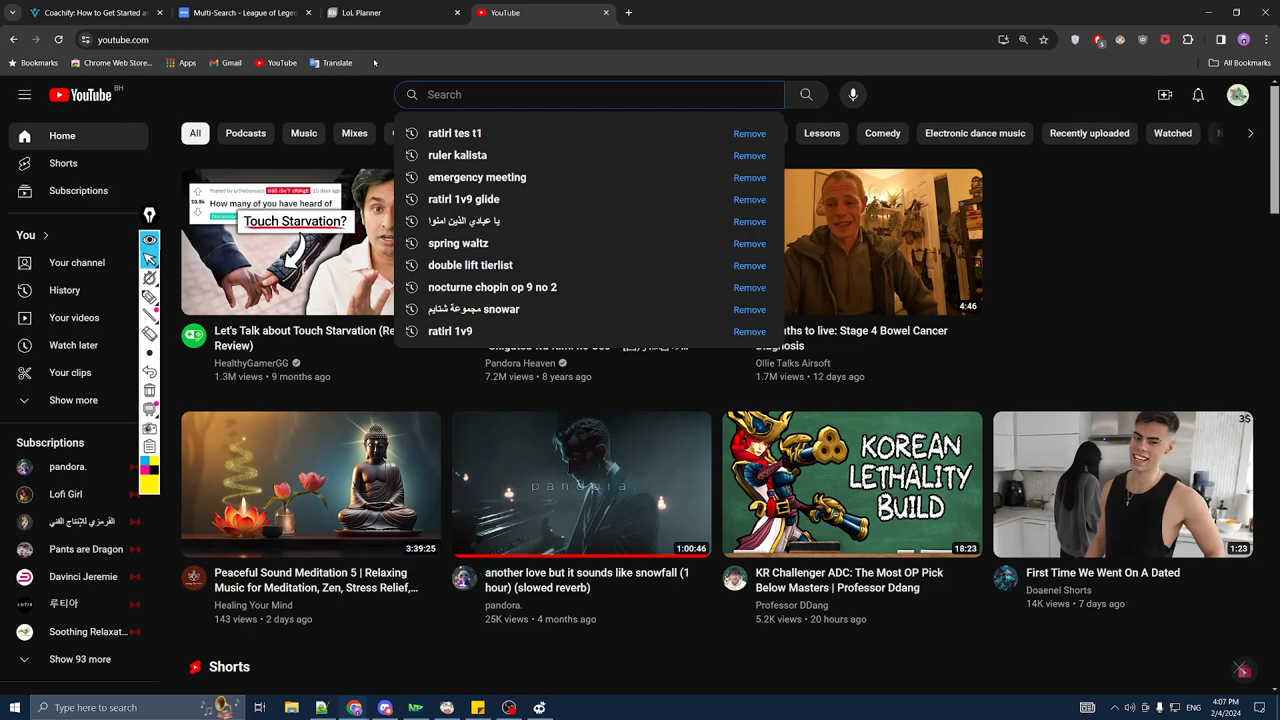 Coachify: How to Get Started as
Multi-Search - League of Legen
LoL Planner
YouTube
youtube.com
Bookmarks
Chrome Web Store...
Apps
Gmail
YouTube
Translate
All Bookmarks
YouTube
BH
Search
Home
Shorts
Subscriptions
You
Your channel
History
Your videos
Watch later
Your clips
Show more
Subscriptions
pandora.
Lofi Girl
القرمزي للإنتاج الفني
Pants are Dragon
Davinci Jeremie
루티아
Soothing Relaxat...
Show 93 more
All
Podcasts
Music
Mixes
Lessons
Comedy
Electronic dance music
Recently uploaded
Watched
ratirl tes t1
Remove
ruler kalista
Remove
emergency meeting
Remove
ratirl 1v9 glide
Remove
يا عبادي الذين امنوا
Remove
spring waltz
Remove
double lift tierlist
Remove
nocturne chopin op 9 no 2
Remove
مجموعة شتايم snowar
Remove
ratirl 1v9
Remove
How many of you have heard of
Touch Starvation?
Let's Talk about Touch Starvation (Re
Review)
HealthyGamerGG
1.3M views • 9 months ago
Pandora Heaven
7.2M views • 8 years ago
4:46
ths to live: Stage 4 Bowel Cancer
Diagnosis
Ollie Talks Airsoft
1.7M views • 12 days ago
3:39:25
Peaceful Sound Meditation 5 | Relaxing
Music for Meditation, Zen, Stress Relief,...
Healing Your Mind
143 views • 2 days ago
pandora
1:00:46
another love but it sounds like snowfall (1
hour) (slowed reverb)
pandora.
25K views • 4 months ago
KOREAN
LETHALITY
BUILD
18:23
KR Challenger ADC: The Most OP Pick
Below Masters | Professor DDang
Professor DDang
5.2K views • 20 hours ago
3$
1:23
First Time We Went On A Dated
Doaenel Shorts
14K views • 7 days ago
Shorts
Type here to search
ENG
4:07 PM
2/4/2024